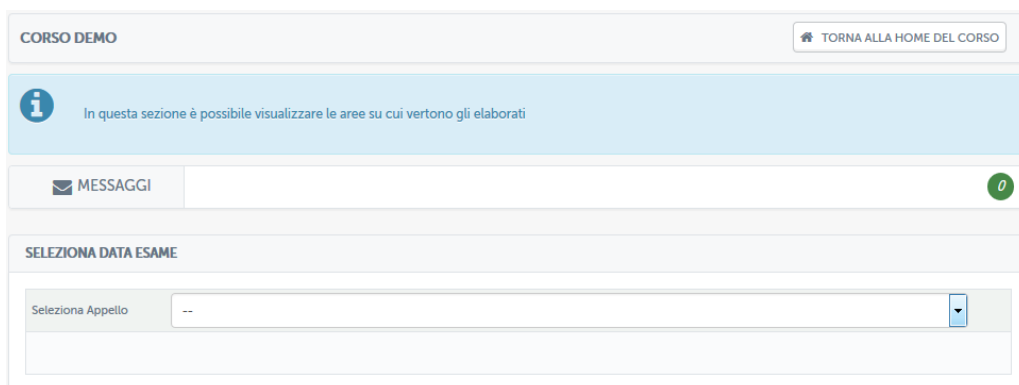 CORSO DEMO
TORNA ALLA HOME DEL CORSO
In questa sezione è possibile visualizzare le aree su cui vertono gli elaborati
MESSAGGI
0
SELEZIONA DATA ESAME
Seleziona Appello
--